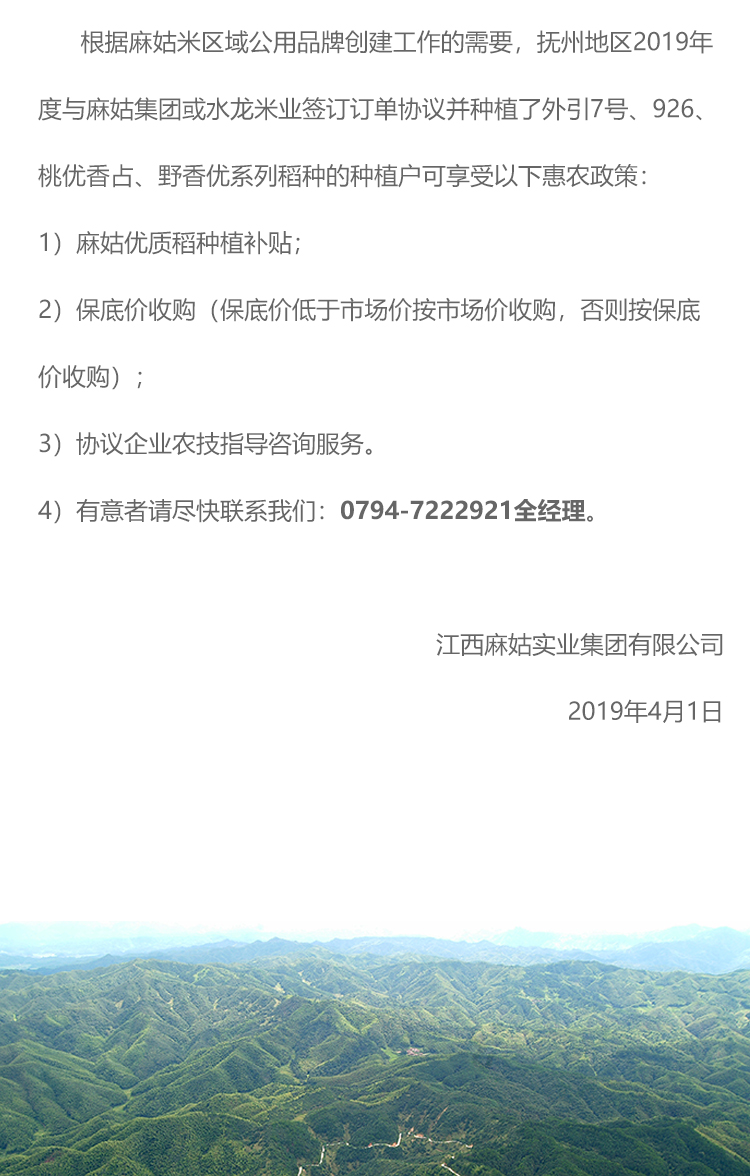 根据麻姑米区域公用品牌创建工作的需要，抚州地区2019年
度与麻姑集团或水龙米业签订订单协议并种植了外引7号、926、
桃优香占、野香优系列稻种的种植户可享受以下惠农政策：
1）麻姑优质稻种植补贴；
2）保底价收购（保底价低于市场价按市场价收购，否则按保底
价收购）；
3）协议企业农技指导咨询服务。
4）有意者请尽快联系我们：0794-7222921全经理。
江西麻姑实业集团有限公司
2019年4月1日